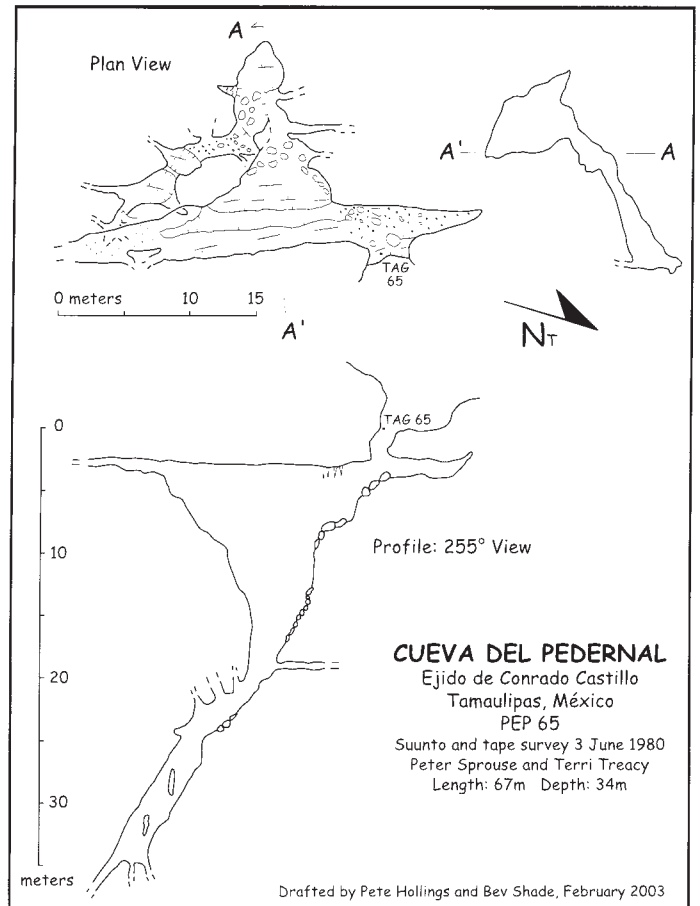 A
Plan View
A'
A
TAG
65
0 meters 10 15
A'
NT
0
TAG 65
10
Profile: 255° View
20
30
meters
CUEVA DEL PEDERNAL
Ejido de Conrado Castillo
Tamaulipas, México
PEP 65
Suunto and tape survey 3 June 1980
Peter Sprouse and Terri Treacy
Length: 67m Depth: 34m
Drafted by Pete Hollings and Bev Shade, February 2003